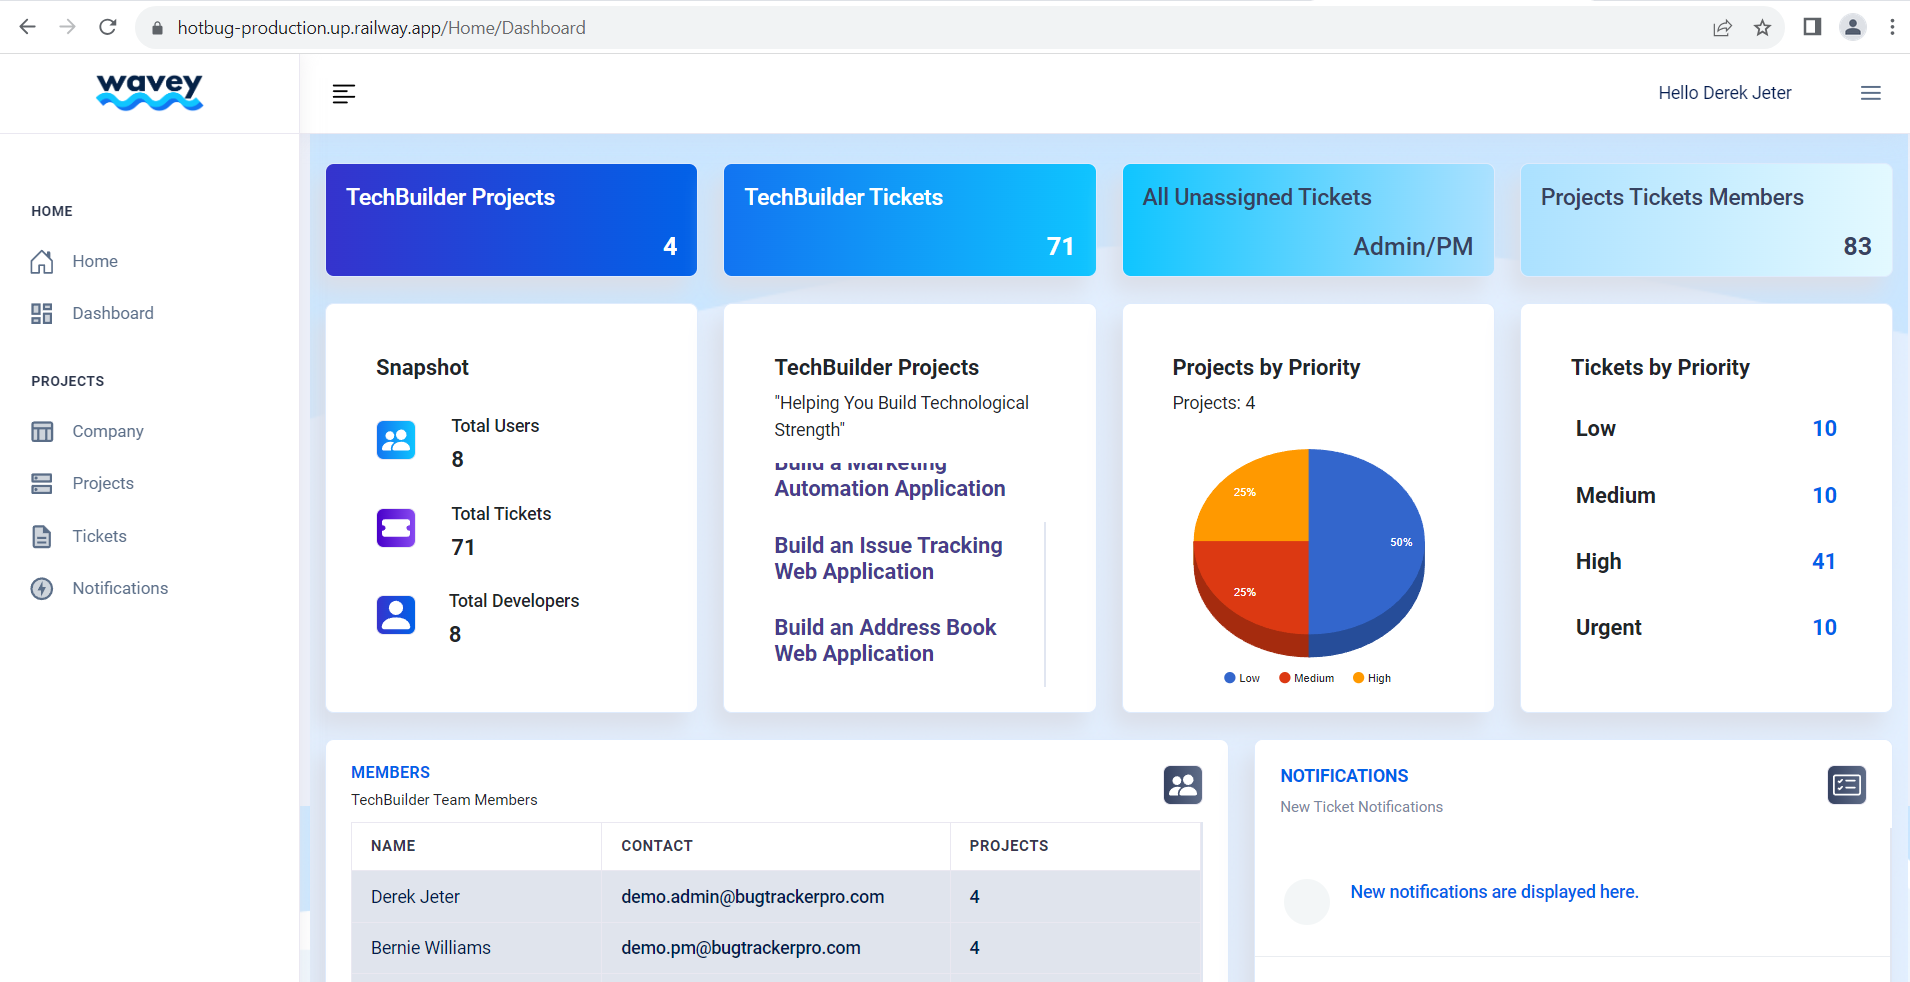 hotbug-production.up.railway.app/Home/Dashboard
wavey
Hello Derek Jeter
HOME
Home
Dashboard
PROJECTS
Company
Projects
Tickets
Notifications
TechBuilder Projects
4
TechBuilder Tickets
71
All Unassigned Tickets
Admin/PM
Projects Tickets Members
83
Snapshot
Total Users
8
Total Tickets
71
Total Developers
8
TechBuilder Projects
"Helping You Build Technological
Strength"
Build a Marketing
Automation Application
Build an Issue Tracking
Web Application
Build an Address Book
Web Application
Projects by Priority
Projects: 4
25%
50%
25%
Low Medium High
Tickets by Priority
Low 10
Medium 10
High 41
Urgent 10
MEMBERS
TechBuilder Team Members
NAME CONTACT PROJECTS
Derek Jeter demo.admin@bugtrackerpro.com 4
Bernie Williams demo.pm@bugtrackerpro.com 4
NOTIFICATIONS
New Ticket Notifications
New notifications are displayed here.